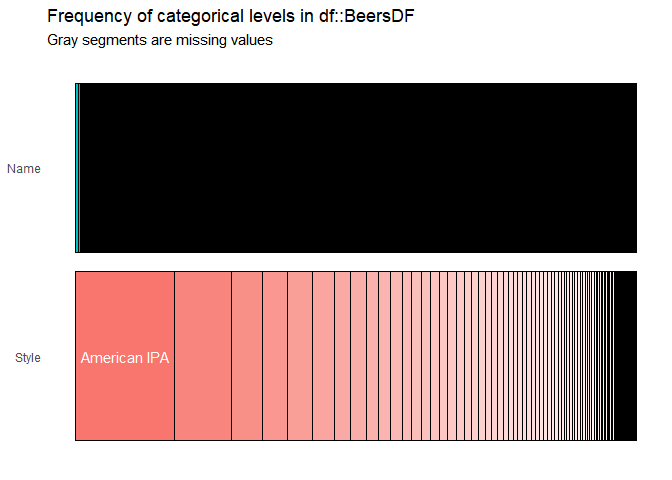 Frequency of categorical levels in df::BeersDF
Gray segments are missing values
Name
American IPA
Style